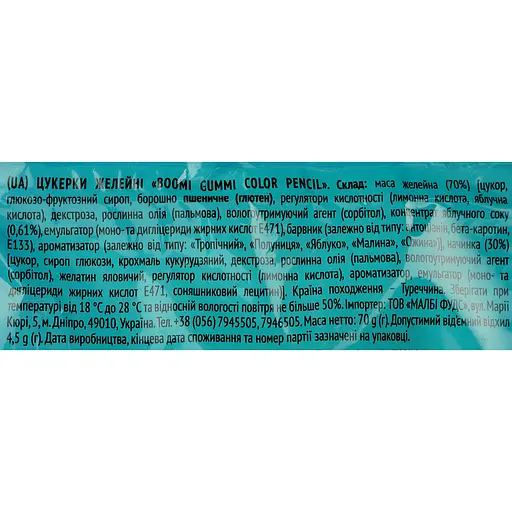 (UA) ЦУКЕРКИ ЖЕЛЕЙНІ «BOOMI GUMMI COLOR PENCIL». Склад: маса желейна (70%) [цукор,
глюкозо-фруктозний сироп, борошно пшеничне (глютен), регулятори кислотності (лимонна кислота, яблучна
кислота), декстроза, рослинна олія (пальмова), вологоутримуючий агент (сорбітол), концентрат яблучного соку
(0,61%), емульгатор (моно- та дигліцериди жирних кислот Е471), барвник (залежно від типу: антоціани, бета-каротин,
Е133), ароматизатор (залежно від типу: «Тропічний», «Полуниця», «Яблуко», «Малина», «Ожина»)], начинка (30%)
[цукор, сироп глюкози, крохмаль кукурудзяний, декстроза, рослинна олія (пальмова), вологоутримуючий агент
(сорбітол), желатин яловичий, регулятор кислотності (лимонна кислота), ароматизатор, емульгатор (моно- та
дигліцериди жирних кислот Е471, соняшниковий лецитин)]. Країна походження – Туреччина. Зберігати при
температурі від 18 °С до 28 °С та відносній вологості повітря не більше 50%. Імпортер: ТОВ «МАЛБІ ФУДС», вул. Марії
Кюрі, 5, м. Дніпро, 49010, Україна. Тел.+38 (056) 7945505, 7946505. Маса нетто: 70 g (г). Допустимий від'ємний відхил
4,5 g (г). Дата виробництва, кінцева дата споживання та номер партії зазначені на упаковці.